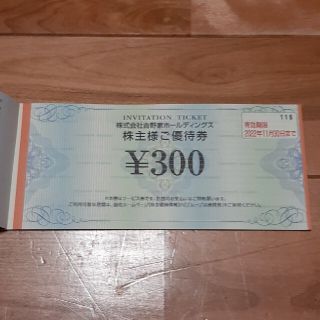 INVITATION TICKET
株式会社吉野家ホールディングス
株主様ご優待券
¥300
118
有効期限
2022年11月30日まで